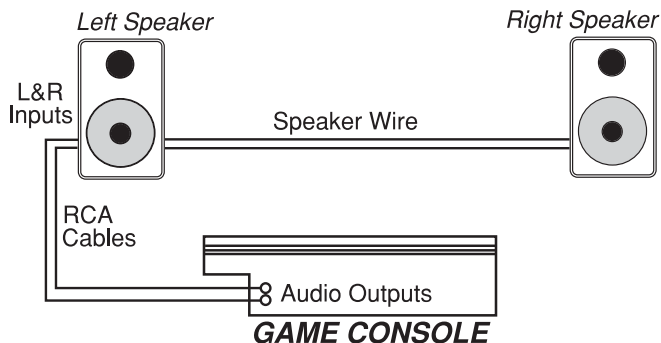 Left Speaker
Right Speaker
L&R
Inputs
Speaker Wire
RCA
Cables
Audio Outputs
GAME CONSOLE